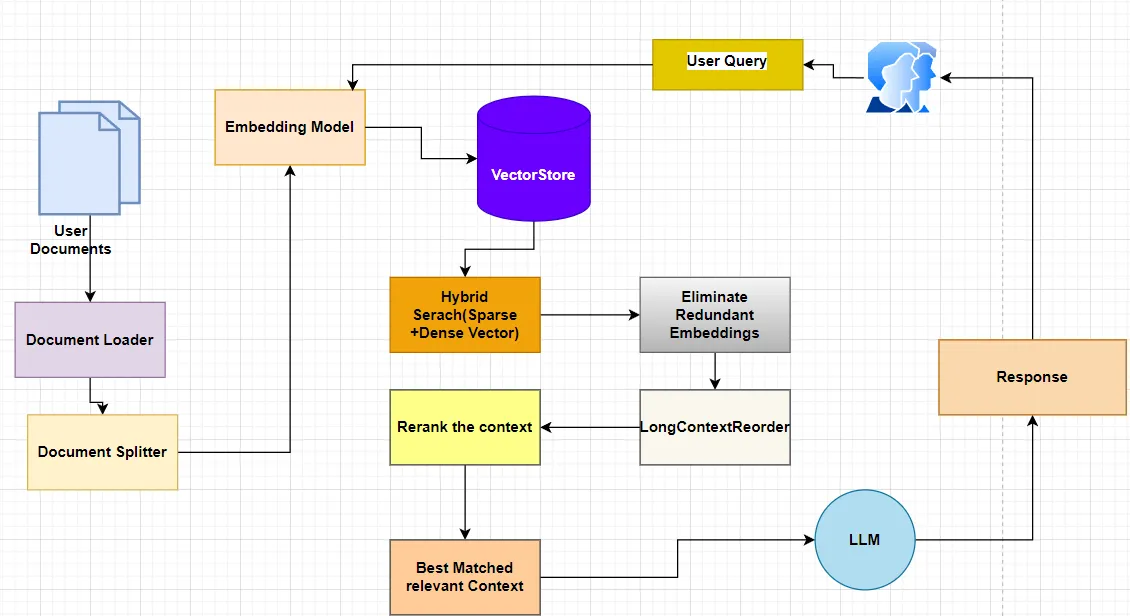 User Query
Embedding Model
VectorStore
User
Documents
Hybrid
Serach(Sparse
+Dense Vector)
Eliminate
Redundant
Embeddings
Document Loader
Response
Rerank the context
LongContextReorder
Document Splitter
LLM
Best Matched
relevant Context